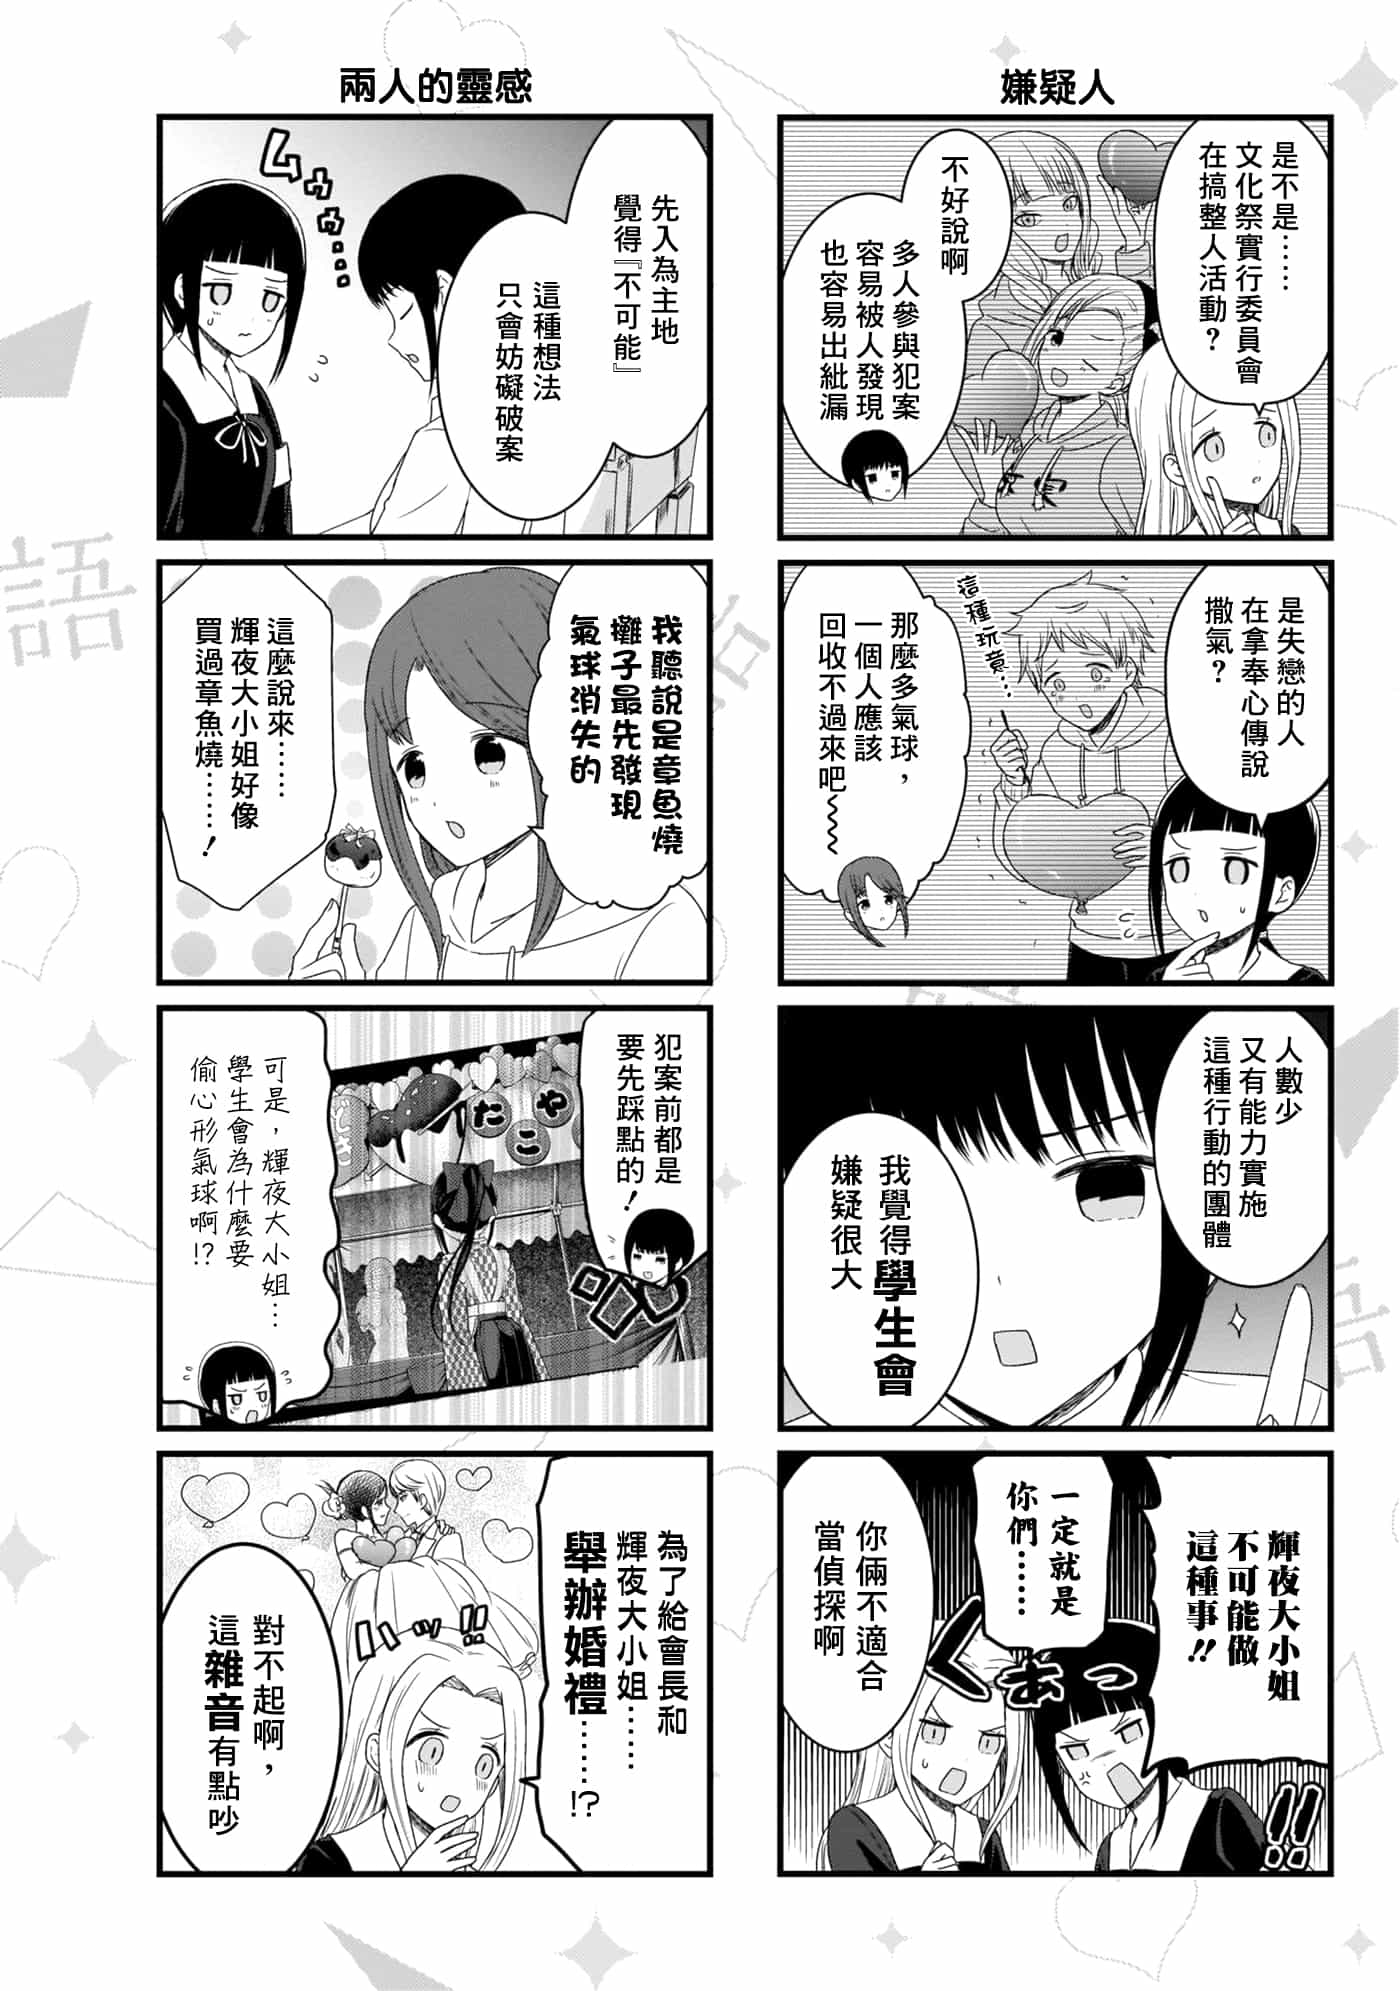 嫌疑人
是不是……
文化祭實行委員會
在搞整人活動？
不好說啊
多人參與犯案
容易被人發現
也容易出紕漏
是失戀的人
在拿奉心傳說
撒氣？
這種玩意…
那麼多氣球，
一個人應該
回收不過來吧～～～
人數少
又有能力實施
這種行動的團體
我覺得學生會
嫌疑很大
輝夜大小姐
不可能做
這種事!!
一定就是
你們……
くぁっ
!!
你倆不適合
當偵探啊
兩人的靈感
先入為主地
覺得『不可能』
這種想法
只會妨礙破案
ムゥゥ…
我聽說是章魚燒
攤子最先發現
氣球消失的
這麼說來……
輝夜大小姐好像
買過章魚燒……！
犯案前都是
要先踩點的！
たこや
可是，輝夜大小姐…
學生會為什麼要
偷心形氣球啊!?
為了給會長和
輝夜大小姐……
舉辦婚禮……!?
ハッ!!
對不起啊，
這雜音有點吵